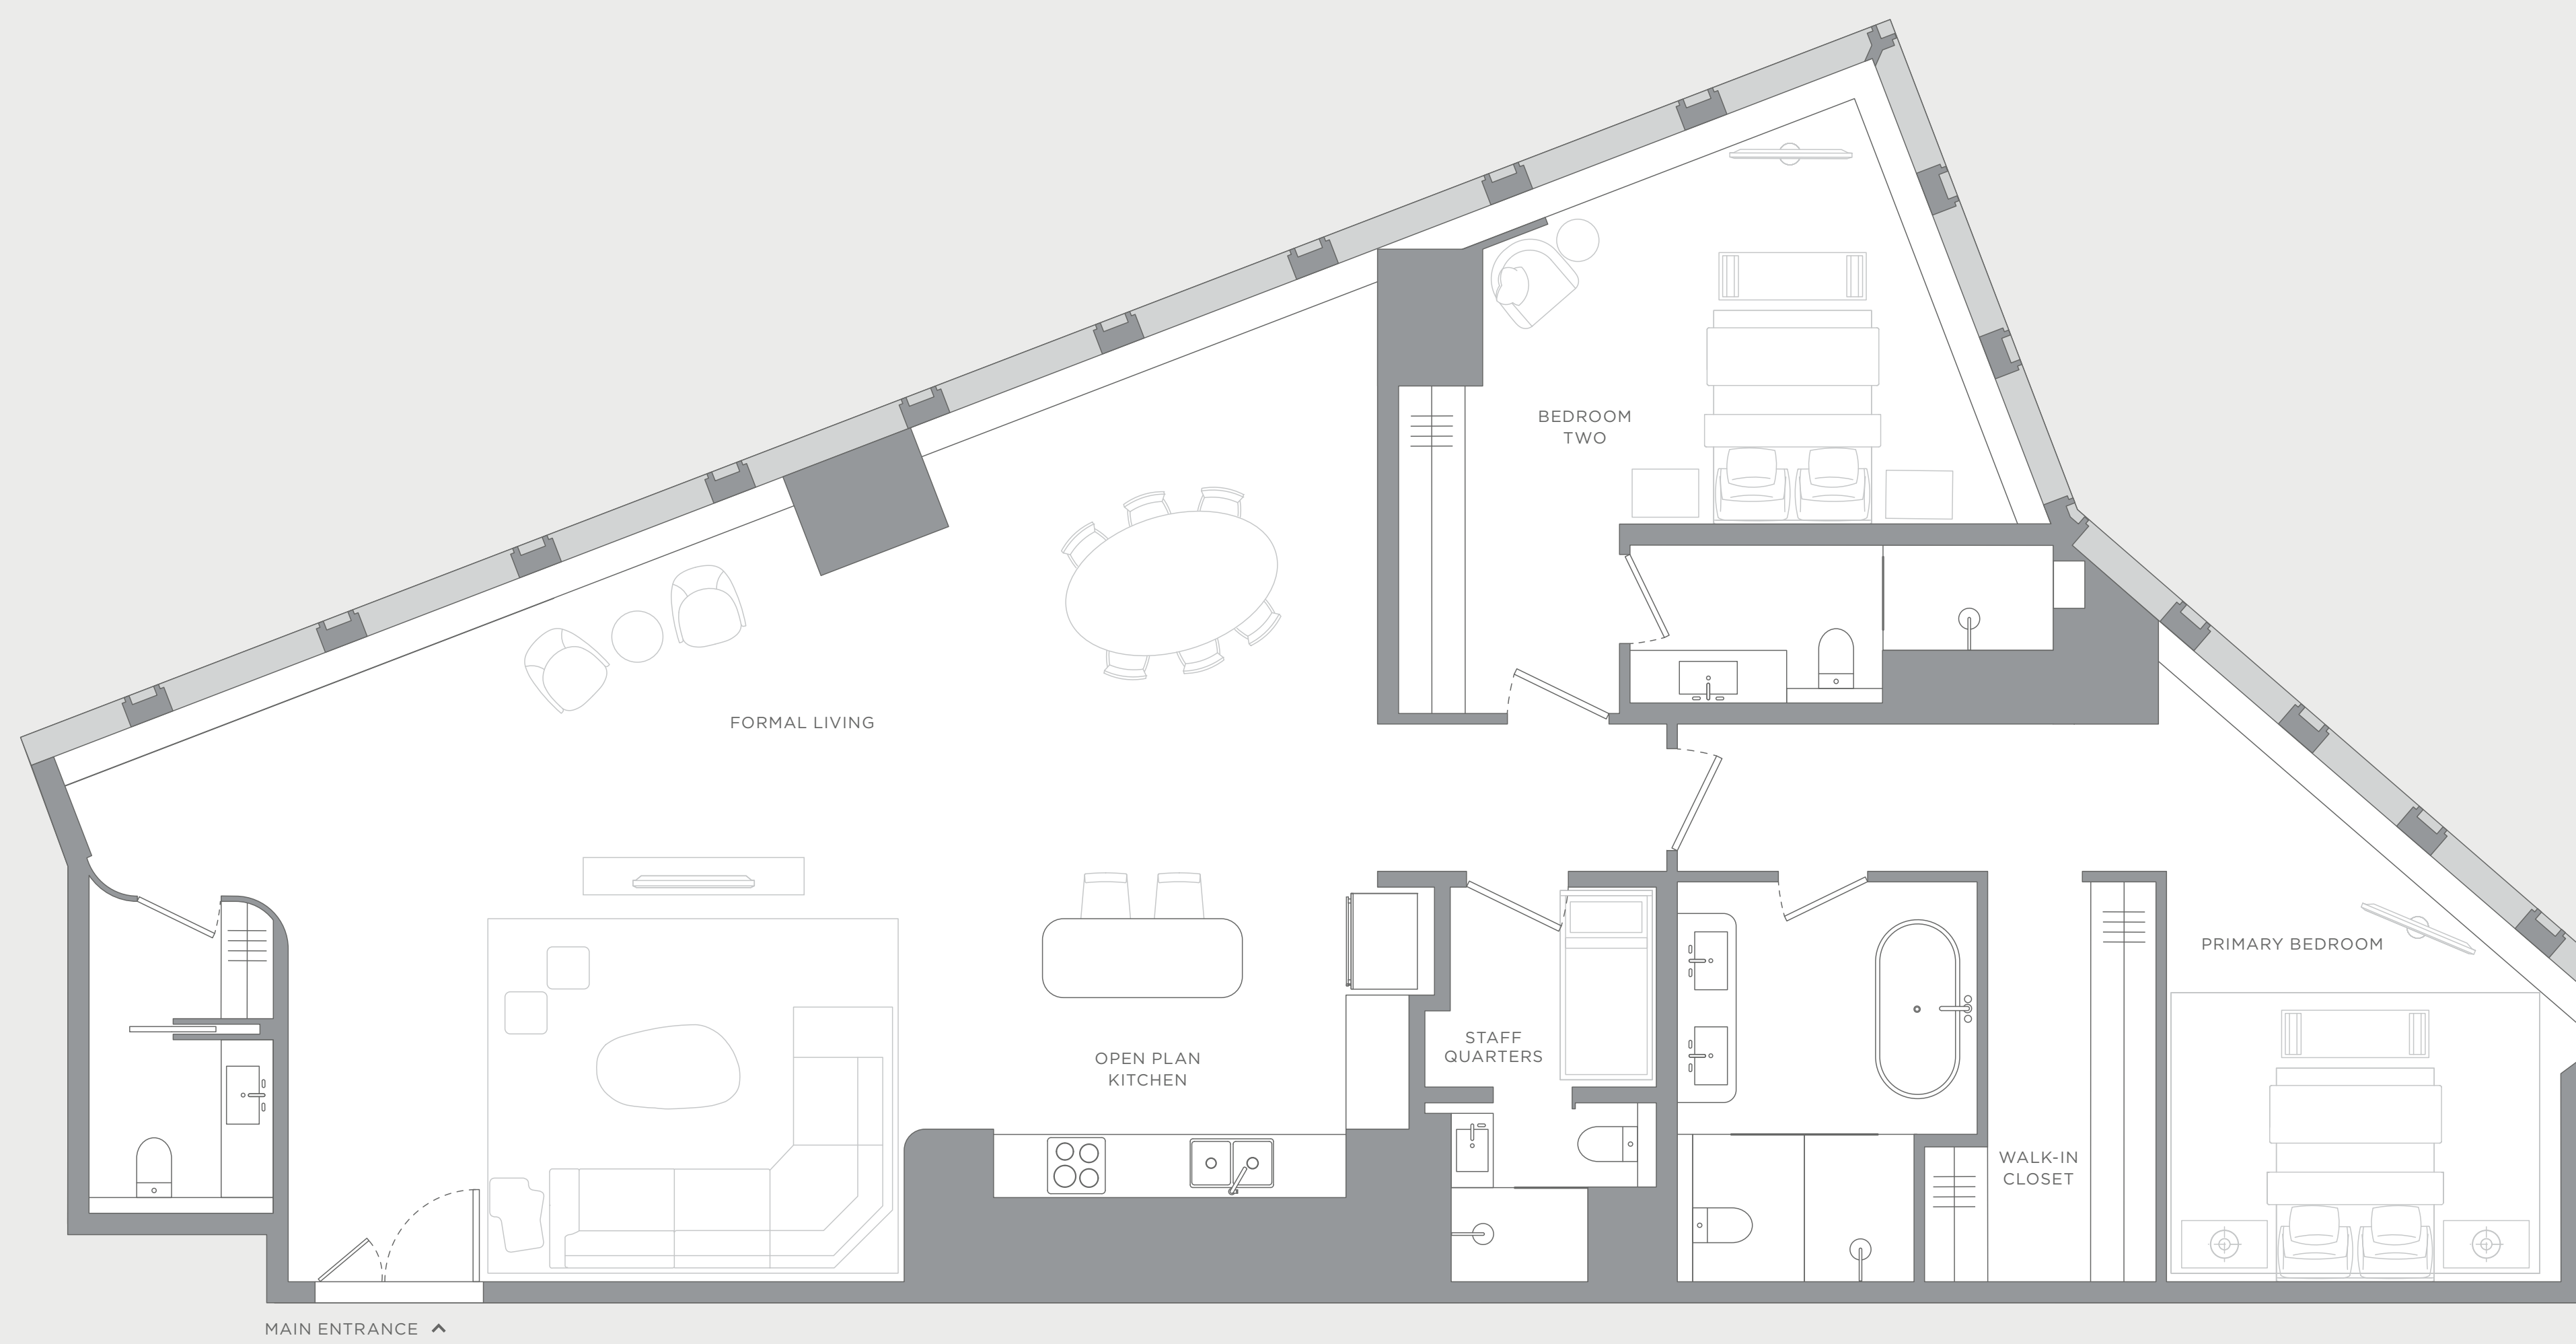 BEDROOM
TWO
FORMAL LIVING
PRIMARY BEDROOM
STAFF
QUARTERS
OPEN PLAN
KITCHEN
WALK-IN
CLOSET
MAIN ENTRANCE